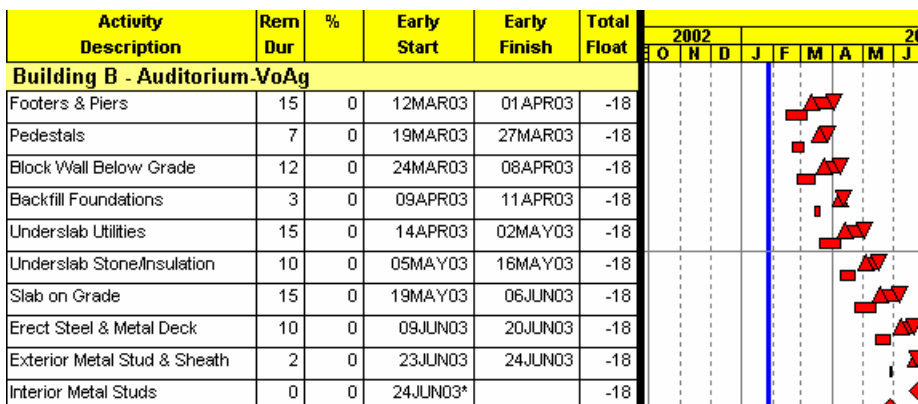 Activity Rem % Early Early Total
Description Dur Start Finish Float
2002 20
O N D J F M A M J
Building B - Auditorium-VoAg
Footers & Piers 15 0 12MAR03 01APR03 -18
Pedestals 7 0 19MAR03 27MAR03 -18
Block Wall Below Grade 12 0 24MAR03 08APR03 -18
Backfill Foundations 3 0 09APR03 11APR03 -18
Underslab Utilities 15 0 14APR03 02MAY03 -18
Underslab Stone/Insulation 10 0 05MAY03 16MAY03 -18
Slab on Grade 15 0 19MAY03 06JUN03 -18
Erect Steel & Metal Deck 10 0 09JUN03 20JUN03 -18
Exterior Metal Stud & Sheath 2 0 23JUN03 24JUN03 -18
Interior Metal Studs 0 0 24JUN03* -18